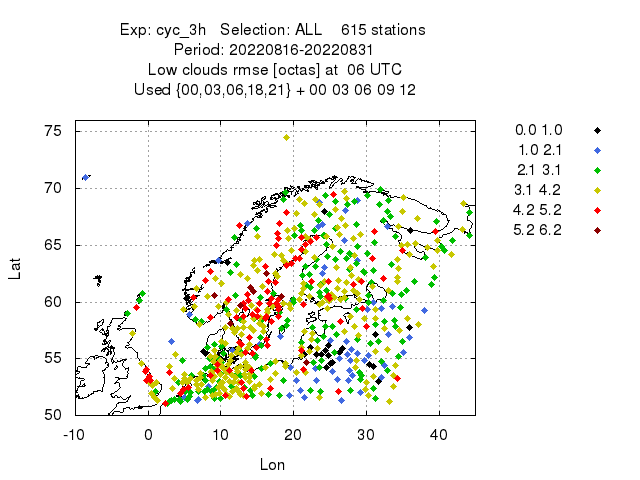 Exp: cyc_3h Selection: ALL 615 stations
Period: 20220816-20220831
Low clouds rmse [octas] at 06 UTC
Used {00,03,06,18,21} + 00 03 06 09 12
75
70
65
60
55
50
Lat
-10 0 10 20 30 40
Lon
0.0 1.0
1.0 2.1
2.1 3.1
3.1 4.2
4.2 5.2
5.2 6.2